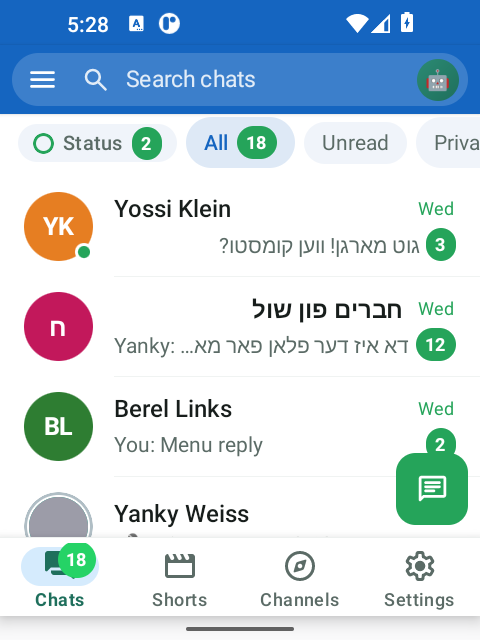 5:28
Search chats
Status 2
All 18
Unread
Priva
YK
Yossi Klein
Wed
גוט מארגן! ווען קומסטו?
3
ח
חברים פון שול
Wed
Yanky: דא איז דער פלאן פאר מא...
12
BL
Berel Links
Wed
You: Menu reply
2
Yanky Weiss
18
Chats
Shorts
Channels
Settings